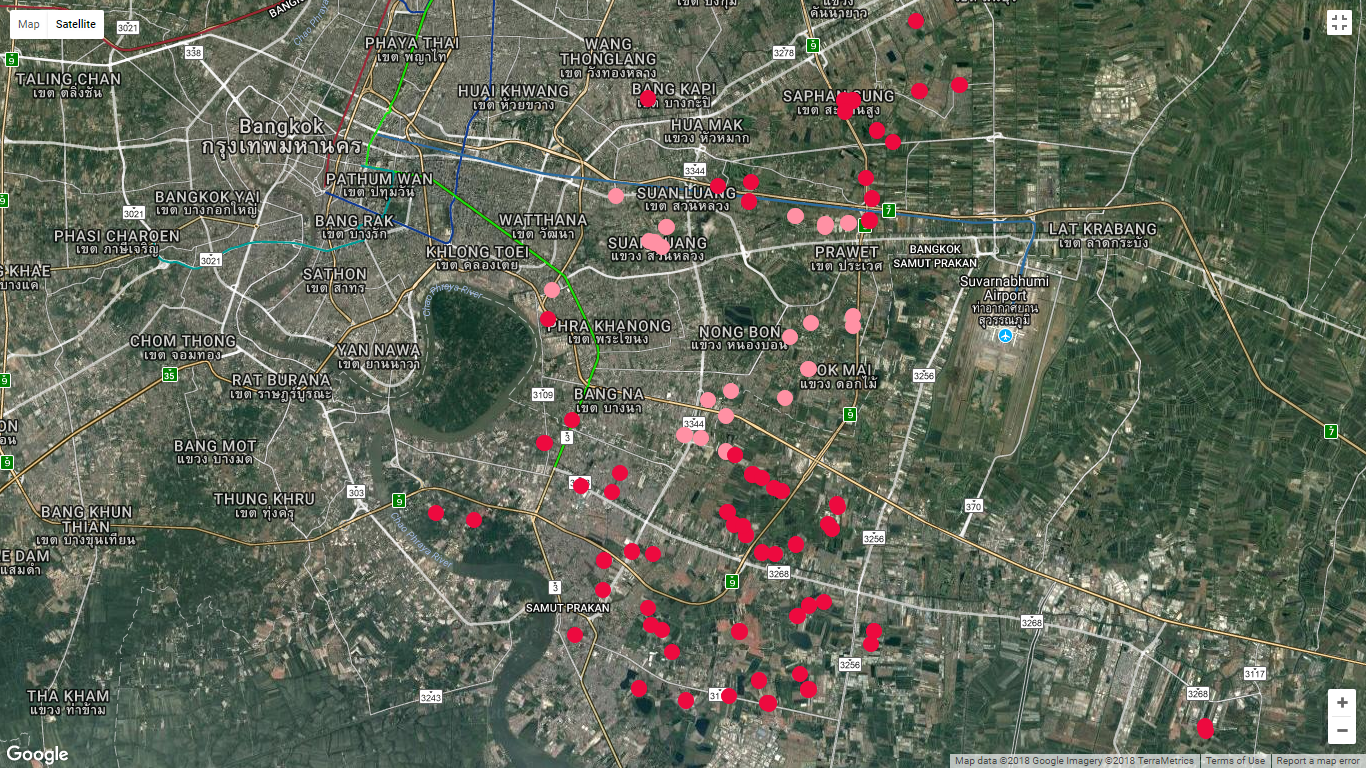 Map
Satellite
BANGK
Chao Phraya
3021
338
9
TALING CHAN
เขต ตลิ่งชัน
PHAYA THAI
เขต พญาไท
WANG
THONGLANG
เขต วังทองหลาง
เขต บึงกุ่ม
แขวง
คันนายาว
9
3278
HUAI KHWANG
เขต ห้วยขวาง
BANG KAPI
เขต บางกะปิ
SAPHAN SUNG
Bangkok
กรุงเทพมหานคร
HUA MAK
แขวง หัวหมาก
3344
PATHUM WAN
เขต ปทุมวัน
BANGKOK YAI
เขต บางกอกใหญ่
3021
SUAN LUANG
เขต สวนหลวง
7
9
BANG RAK
เขต บางรัก
WATTHANA
เขต วัฒนา
PHASI CHAROEN
เขต ภาษีเจริญ
3021
LAT KRABANG
เขต ลาดกระบัง
แขวง สวนหลวง
PRAWET
เขต ประเวศ
BANGKOK
SAMUT PRAKAN
KHLONG TOEI
เขต คลองเตย
G KHAE
บางแค
SATHON
เขต สาทร
Chao Phraya River
Suvarnabhumi
Airport
ท่าอากาศยาน
สุวรรณภูมิ
PHRA KHANONG
เขต พระโขนง
NONG BON
แขวง หนองบอน
CHOM THONG
เขต จอมทอง
YAN NAWA
เขต ยานนาวา
35
9
RAT BURANA
เขต ราษฎร์บูรณะ
OK MAI
แขวง ดอกไม้
3256
3109
BANG NA
เขต บางนา
9
3344
3
7
BANG MOT
แขวง บางมด
9
303
THUNG KHRU
เขต ทุ่งครุ
9
370
BANG KHUN
THIAN
เขต บางขุนเทียน
Chao Phraya River
3256
E DAM
แสมดำ
3268
9
3
SAMUT PRAKAN
3268
3256
3117
3268
3243
THA KHAM
แขวง ท่าข้าม
Google
Map data ©2018 Google Imagery ©2018 TerraMetrics
Terms of Use
Report a map error